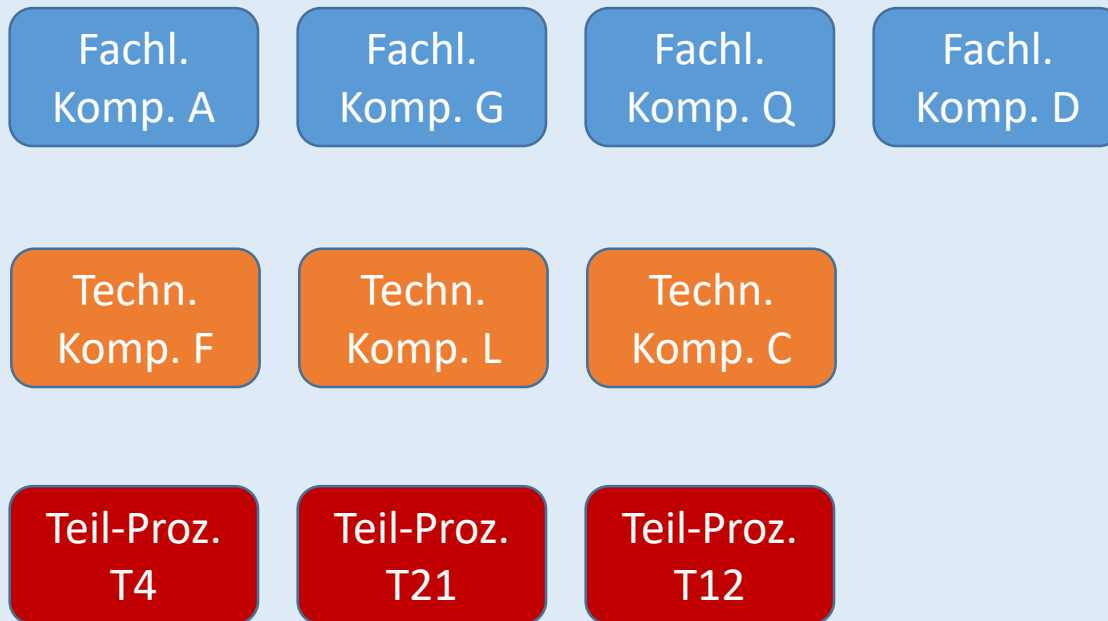 Fachl.
Komp. A
Fachl.
Komp. G
Fachl.
Komp. Q
Fachl.
Komp. D
Techn.
Komp. F
Techn.
Komp. L
Techn.
Komp. C
Teil-Proz.
T4
Teil-Proz.
T21
Teil-Proz.
T12